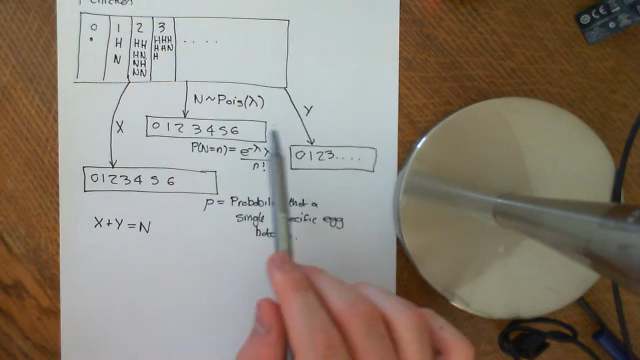 1 Chicken
0 1 2 3
H HH HHH
N HN HHN
NH H
NN
. . . .
N~Pois(λ)
X
Y
0 1 2 3 4 5 6
P(N=n) = e^-λ λ
n!
0 1 2 3 . . . .
0 1 2 3 4 5 6
p = Probability that a
single specific egg
X+Y=N